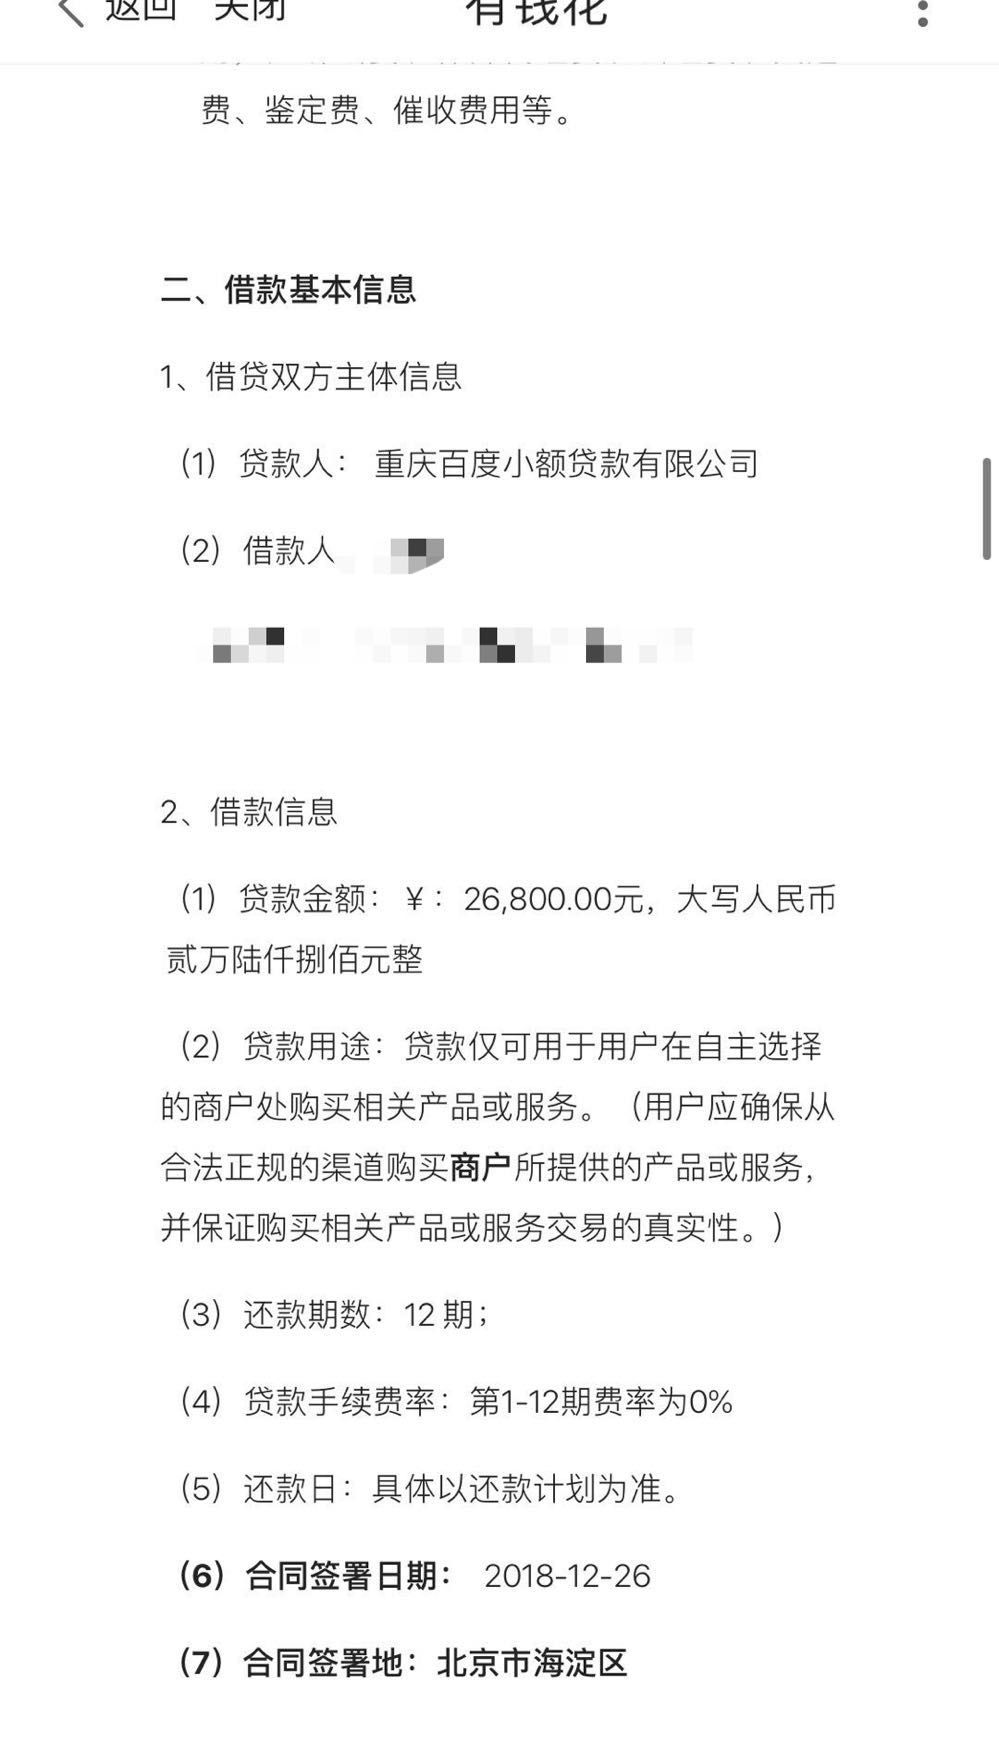 返回 关闭 有钱花
费、鉴定费、催收费用等。
二、借款基本信息
1、借贷双方主体信息
（1）贷款人： 重庆百度小额贷款有限公司
（2）借款人
2、借款信息
（1）贷款金额：￥：26,800.00元，大写人民币
贰万陆仟捌佰元整
（2）贷款用途：贷款仅可用于用户在自主选择
的商户处购买相关产品或服务。（用户应确保从
合法正规的渠道购买商户所提供的产品或服务，
并保证购买相关产品或服务交易的真实性。）
（3）还款期数：12 期；
（4）贷款手续费率：第1-12期费率为0%
（5）还款日：具体以还款计划为准。
（6）合同签署日期： 2018-12-26
（7）合同签署地：北京市海淀区